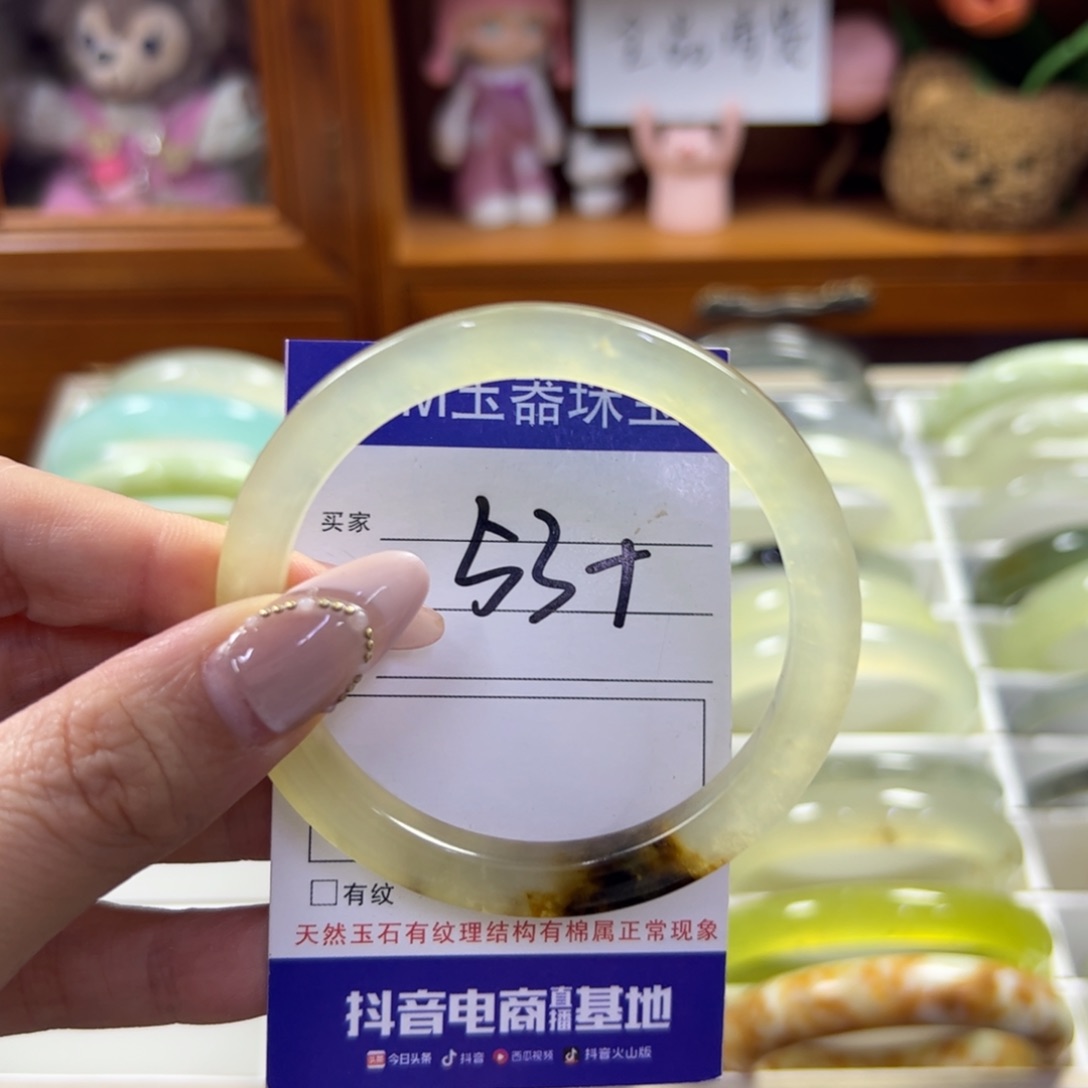 玉器珠宝
买家
53+
有纹
天然玉石有纹理结构有棉属正常现象
抖音电商直播基地
今日头条 抖音 西瓜视频 抖音火山版